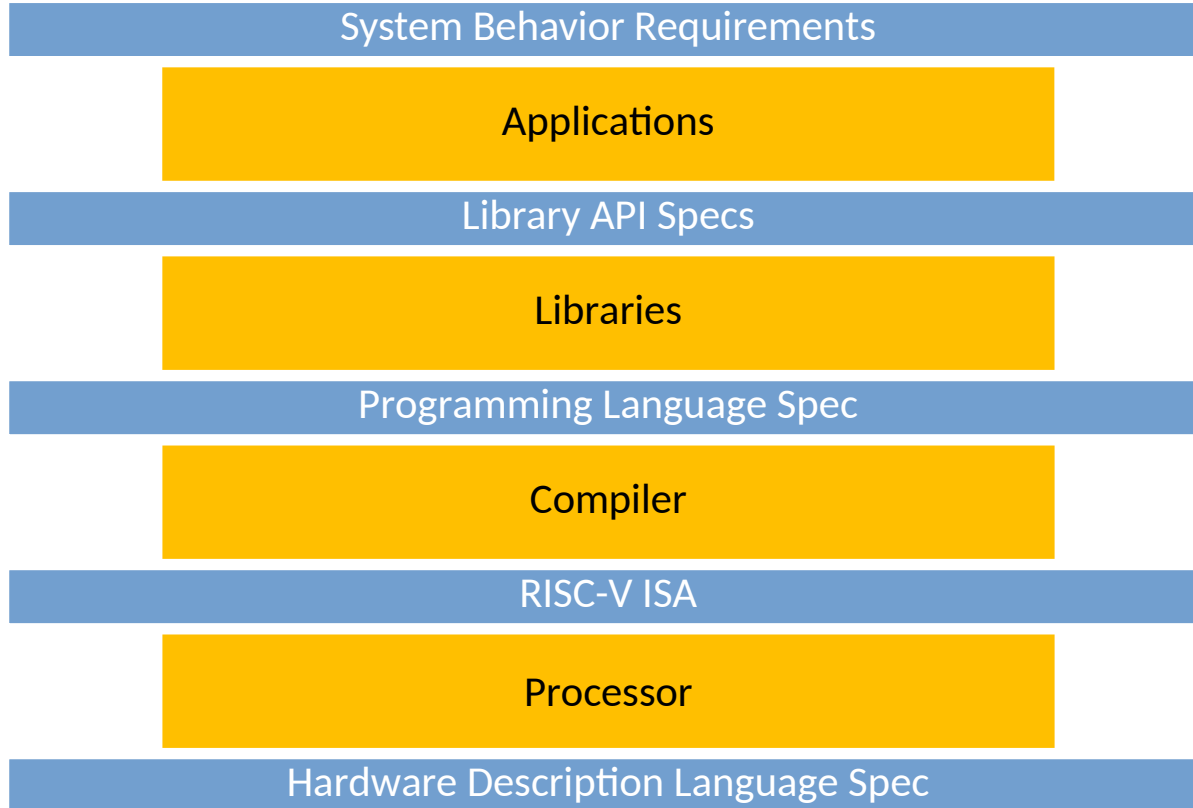 System Behavior Requirements
Applications
Library API Specs
Libraries
Programming Language Spec
Compiler
RISC-V ISA
Processor
Hardware Description Language Spec